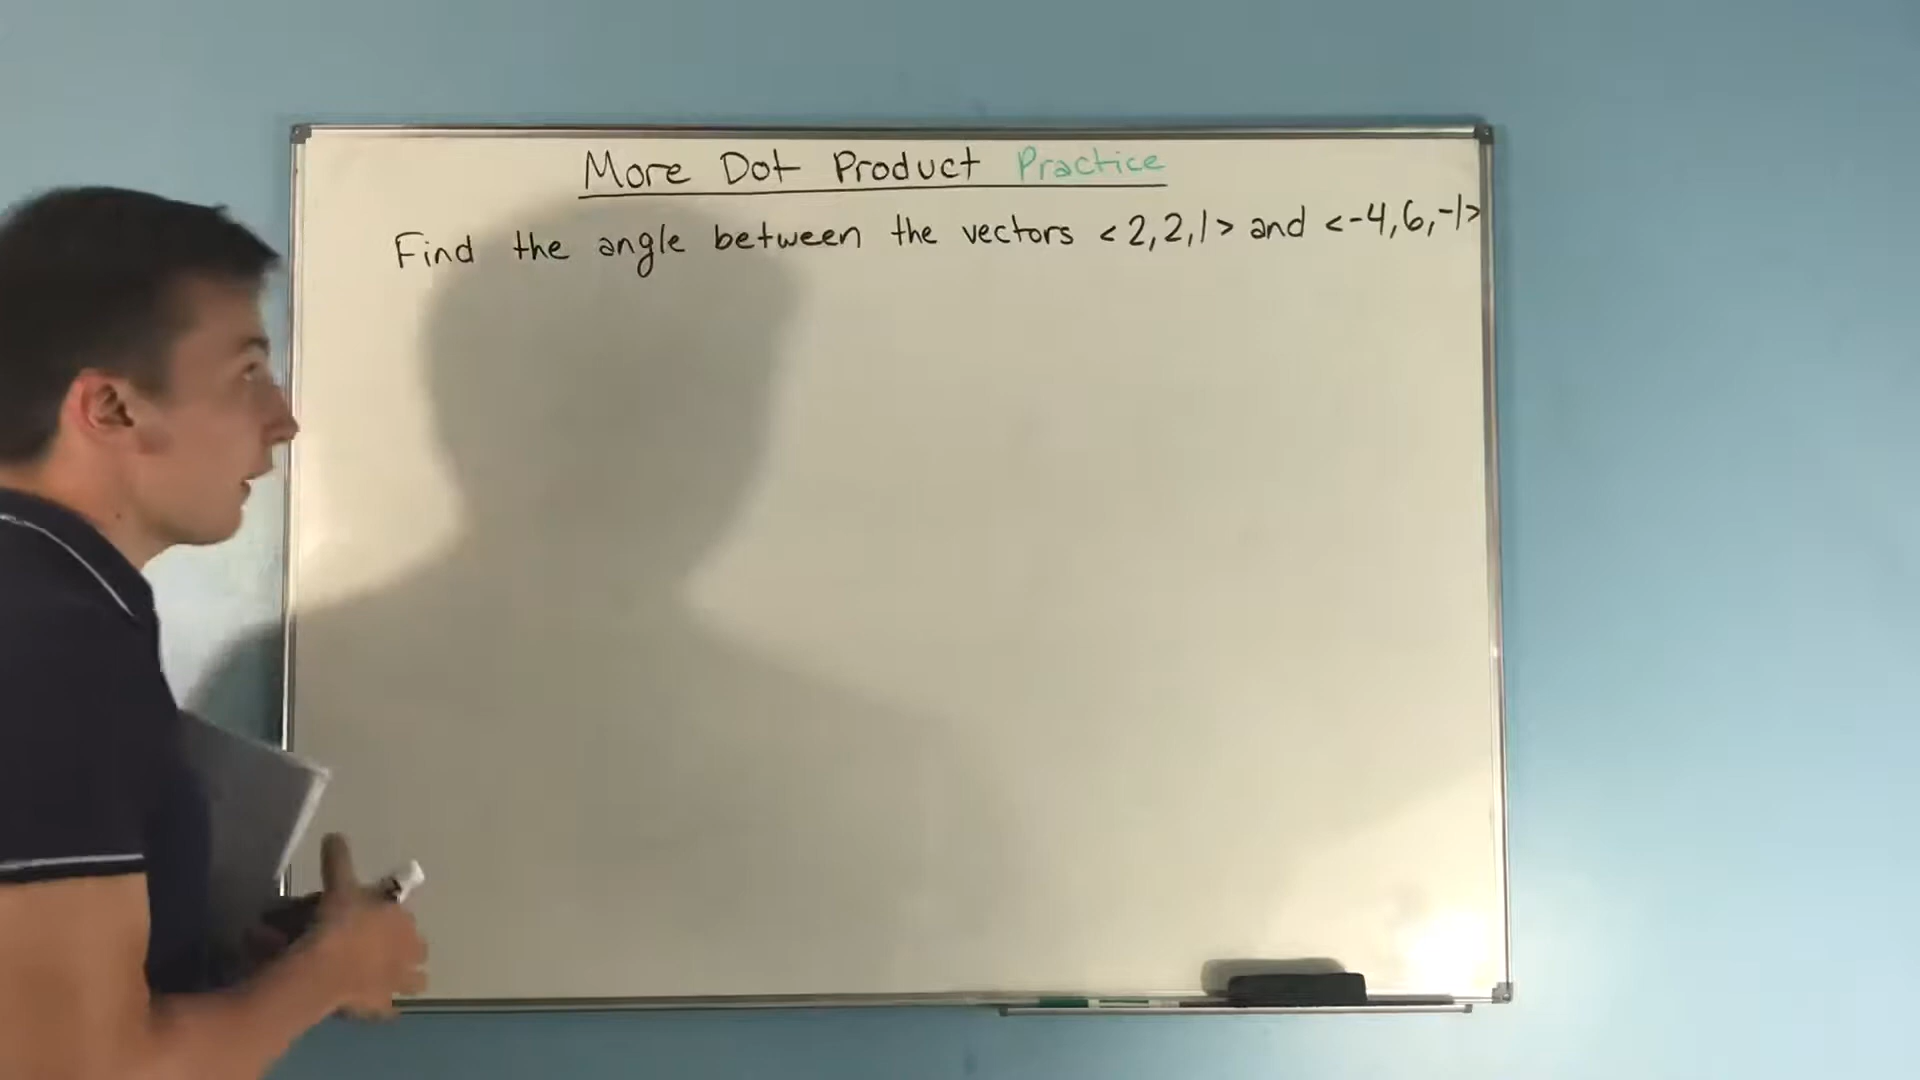 More Dot Product Practice
Find the angle between the vectors <2,2,1> and <-4,6,-1>